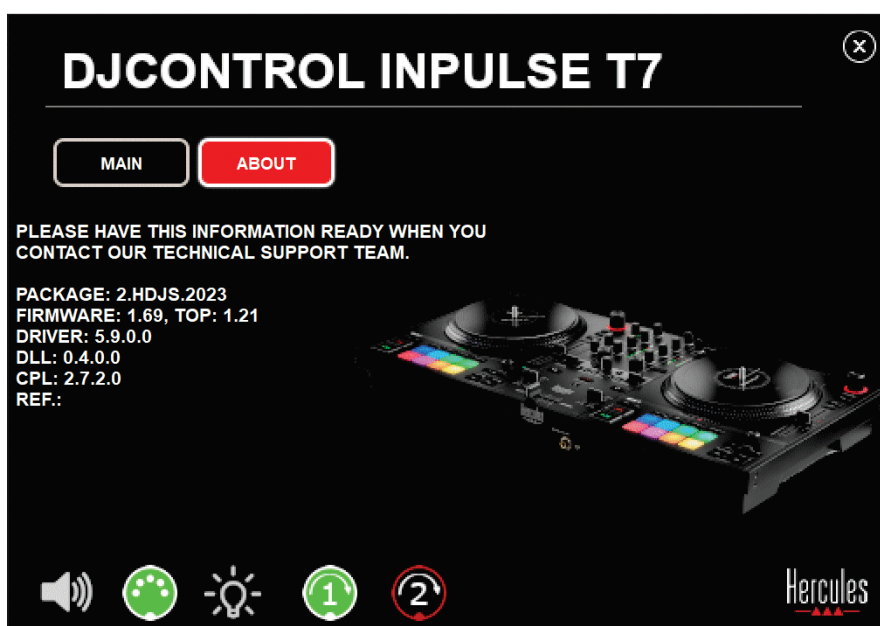 DJCONTROL INPULSE T7
MAIN
ABOUT
PLEASE HAVE THIS INFORMATION READY WHEN YOU
CONTACT OUR TECHNICAL SUPPORT TEAM.
PACKAGE: 2.HDJS.2023
FIRMWARE: 1.69, TOP: 1.21
DRIVER: 5.9.0.0
DLL: 0.4.0.0
CPL: 2.7.2.0
REF.:
1
2
Hercules